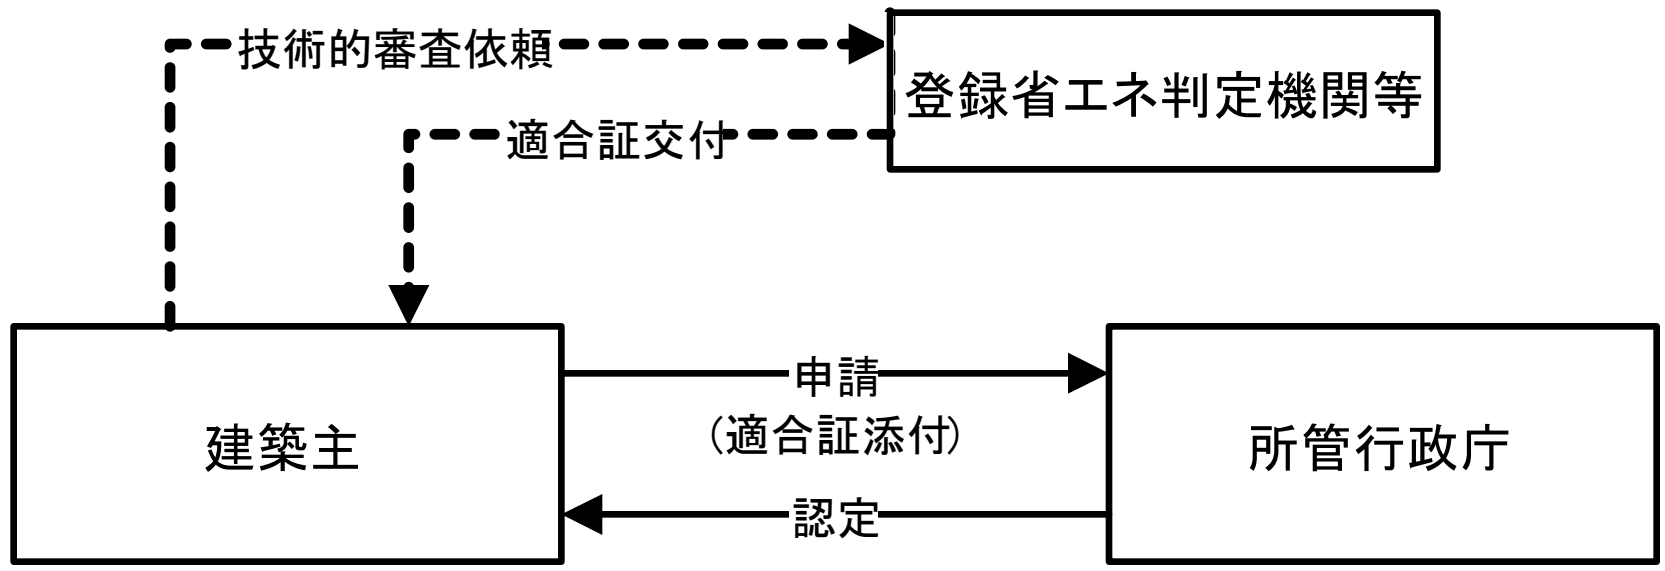 技術的審査依頼
登録省エネ判定機関等
適合証交付
申請
（適合証添付）
建築主
所管行政庁
認定